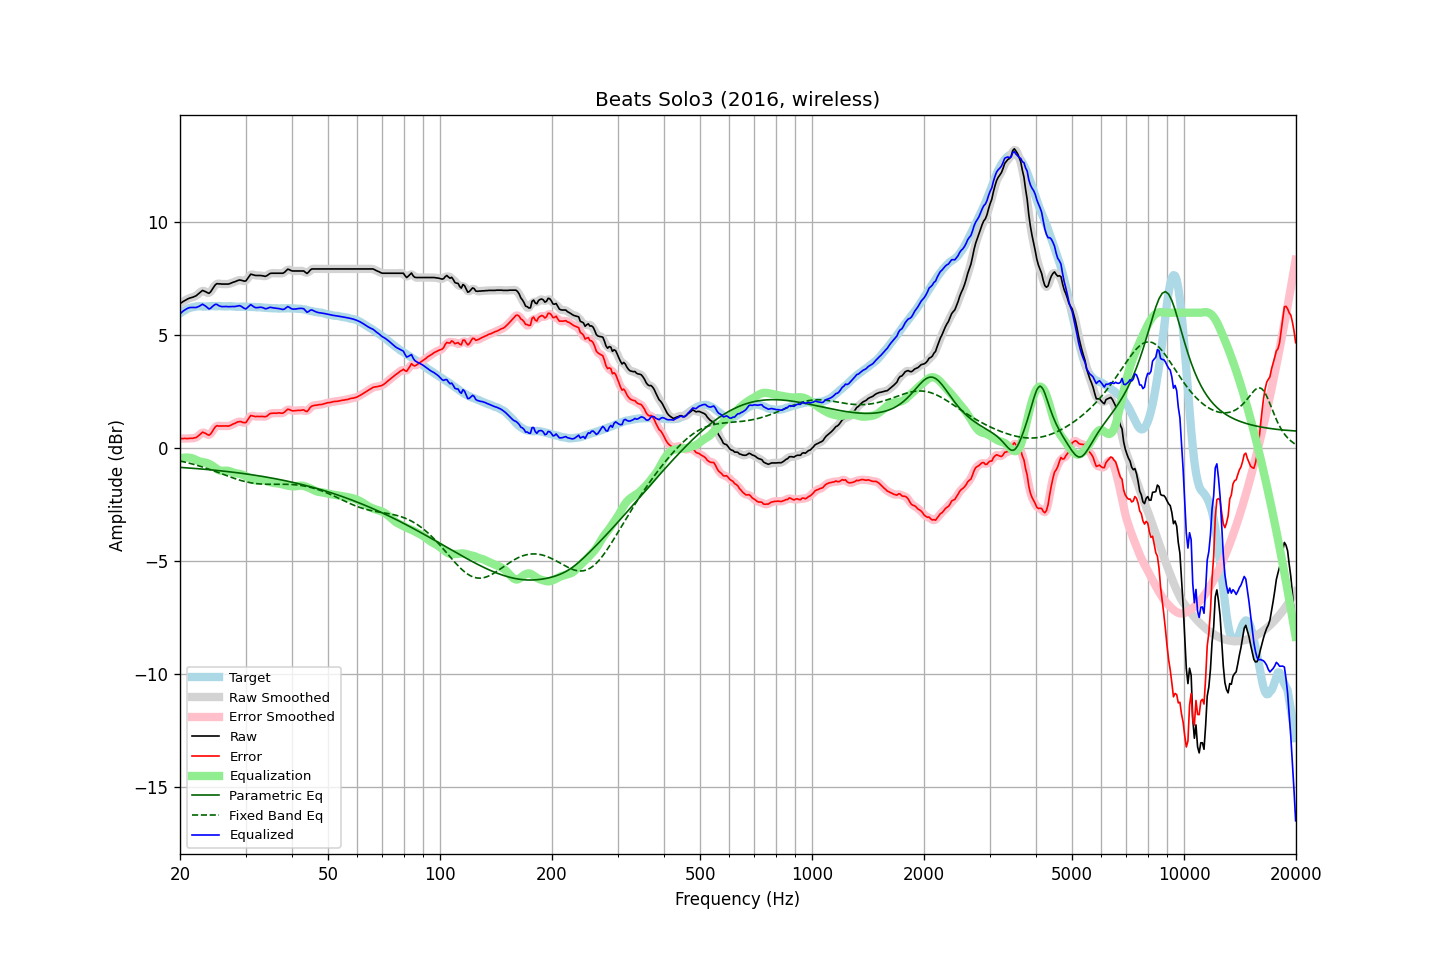 Beats Solo3 (2016, wireless)
Amplitude (dBr)
10
5
0
−5
−10
−15
Target
Raw Smoothed
Error Smoothed
Raw
Error
Equalization
Parametric Eq
Fixed Band Eq
Equalized
20 50 100 200 500 1000 2000 5000 10000 20000
Frequency (Hz)